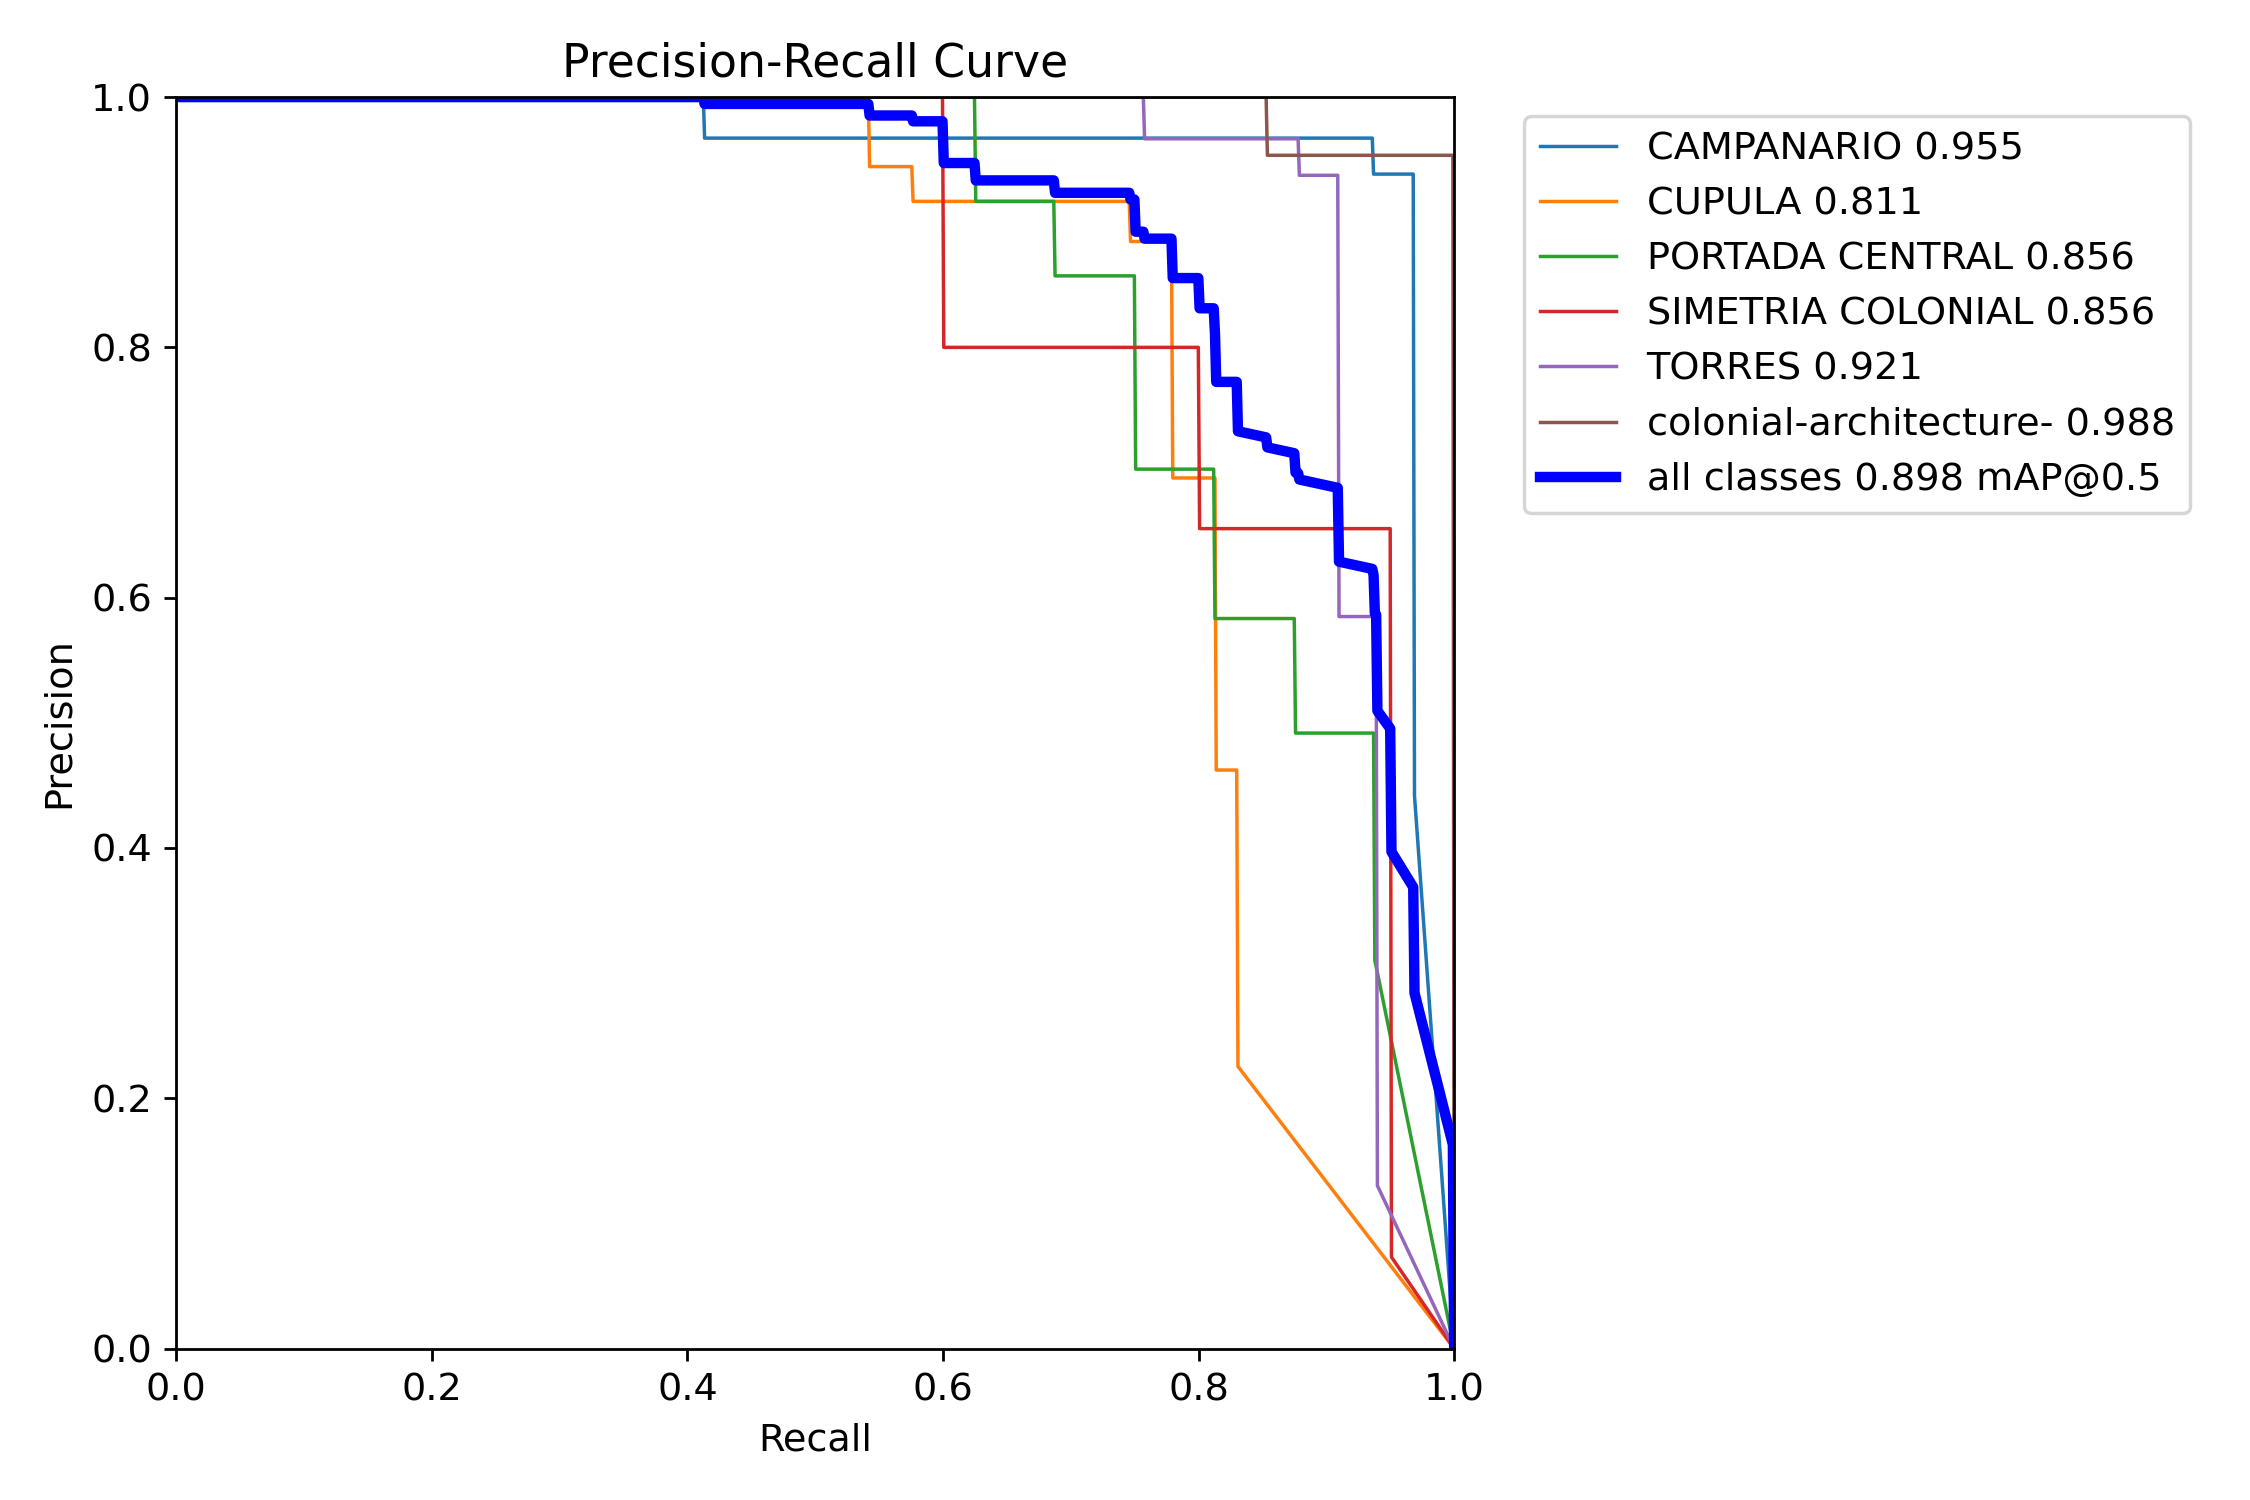 Precision-Recall Curve
1.0
0.8
0.6
0.4
0.2
0.0
Precision
0.0 0.2 0.4 0.6 0.8 1.0
Recall
CAMPANARIO 0.955
CUPULA 0.811
PORTADA CENTRAL 0.856
SIMETRIA COLONIAL 0.856
TORRES 0.921
colonial-architecture- 0.988
all classes 0.898 mAP@0.5